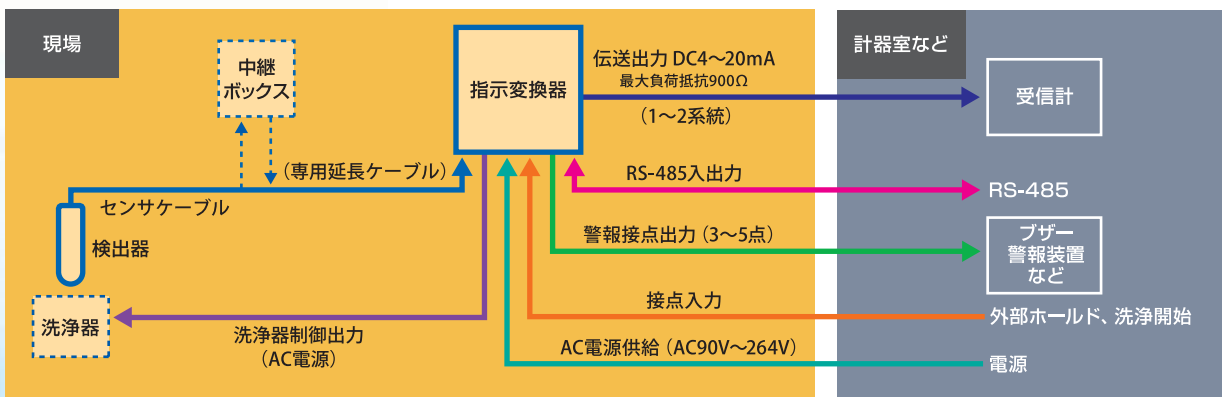 現場
中継
ボックス
指示変換器
伝送出力 DC4〜20mA
最大負荷抵抗900Ω
(1〜2系統)
計器室など
受信計
(専用延長ケーブル)
センサケーブル
検出器
RS-485入出力
RS-485
警報接点出力 (3〜5点)
ブザー
警報装置
など
洗浄器
洗浄器制御出力
(AC電源)
接点入力
外部ホールド、洗浄開始
AC電源供給 (AC90V〜264V)
電源